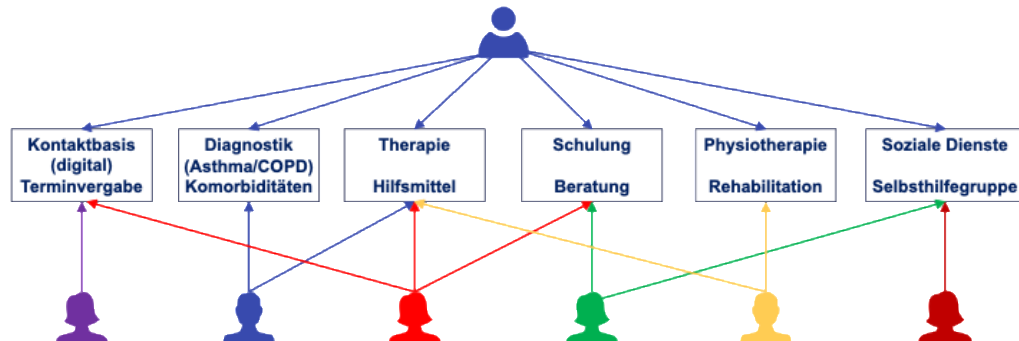 Kontaktbasis
(digital)
Terminvergabe
Diagnostik
(Asthma/COPD)
Komorbiditäten
Therapie
Hilfsmittel
Schulung
Beratung
Physiotherapie
Rehabilitation
Soziale Dienste
Selbsthilfegruppe